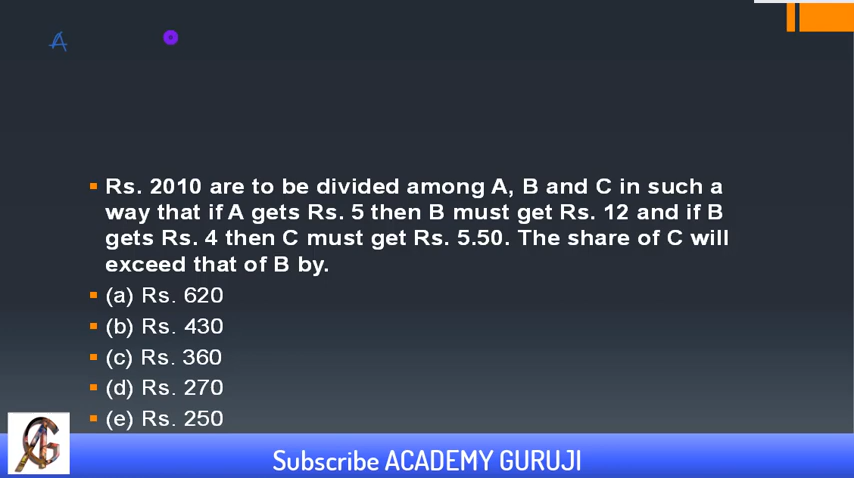 A
Rs. 2010 are to be divided among A, B and C in such a
way that if A gets Rs. 5 then B must get Rs. 12 and if B
gets Rs. 4 then C must get Rs. 5.50. The share of C will
exceed that of B by.
(a) Rs. 620
(b) Rs. 430
(c) Rs. 360
(d) Rs. 270
(e) Rs. 250
AG
Subscribe ACADEMY GURUJI